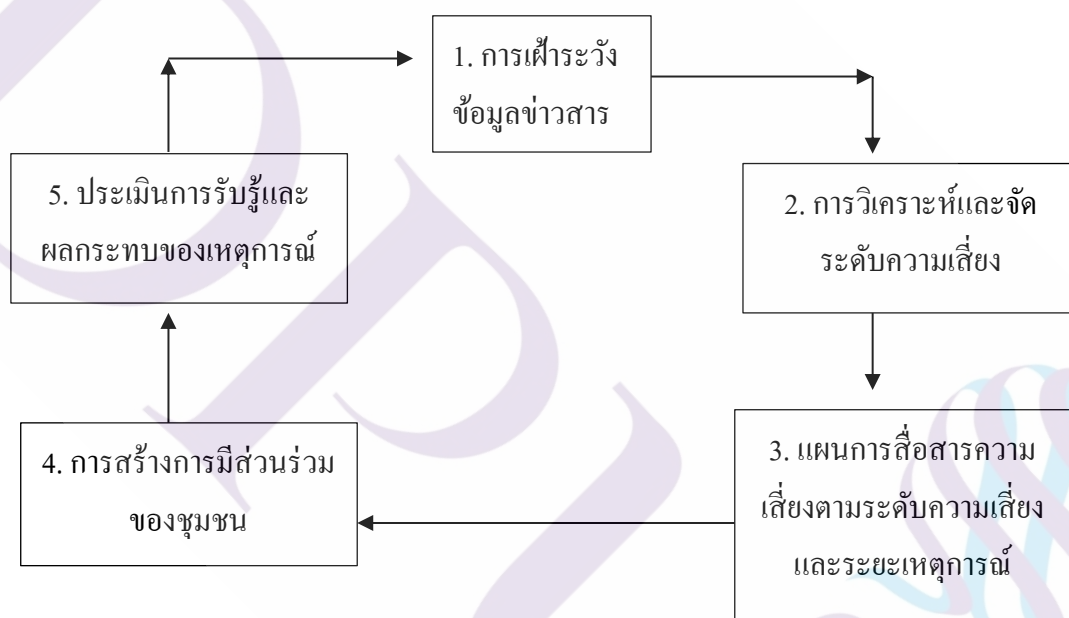 1. การเฝ้าระวัง
ข้อมูลข่าวสาร
2. การวิเคราะห์และจัด
ระดับความเสี่ยง
3. แผนการสื่อสารความ
เสี่ยงตามระดับความเสี่ยง
และระยะเหตุการณ์
4. การสร้างการมีส่วนร่วม
ของชุมชน
5. ประเมินการรับรู้และ
ผลกระทบของเหตุการณ์